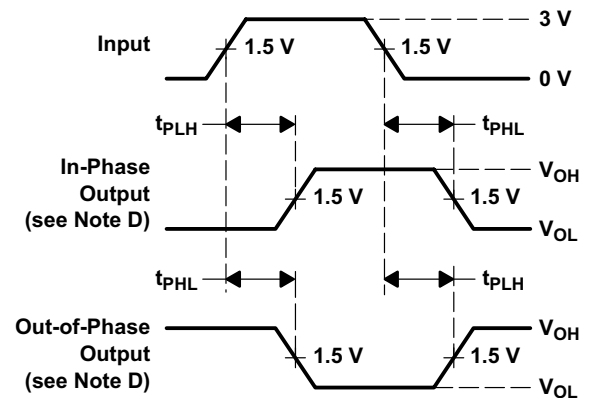 3 V
Input
1.5 V
1.5 V
0 V
tPLH
tPHL
In-Phase
Output
(see Note D)
VOH
1.5 V
1.5 V
VOL
tPHL
tPLH
Out-of-Phase
Output
(see Note D)
VOH
1.5 V
1.5 V
VOL